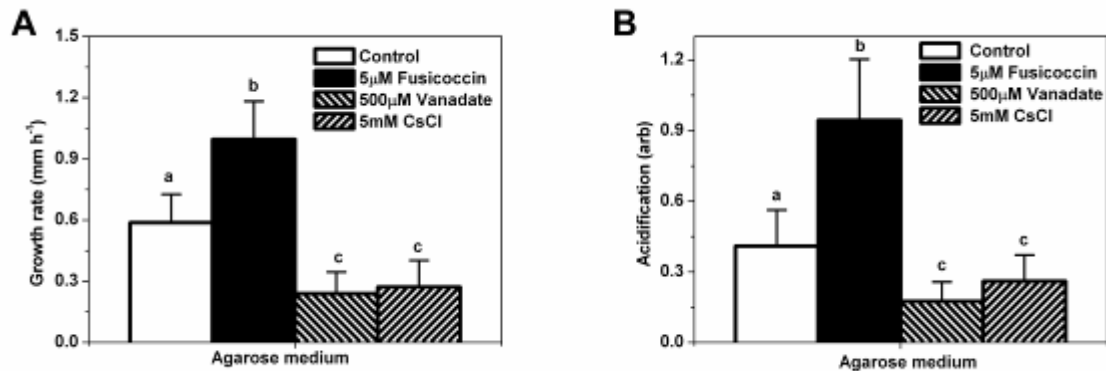 A
Growth rate (mm h⁻¹)
1.5
1.2
0.9
0.6
0.3
0.0
Control
5μM Fusicoccin
500μM Vanadate
5mM CsCl
a
b
c
c
Agarose medium
B
Acidification (arb)
1.2
0.9
0.6
0.3
0.0
Control
5μM Fusicoccin
500μM Vanadate
5mM CsCl
a
b
c
c
Agarose medium